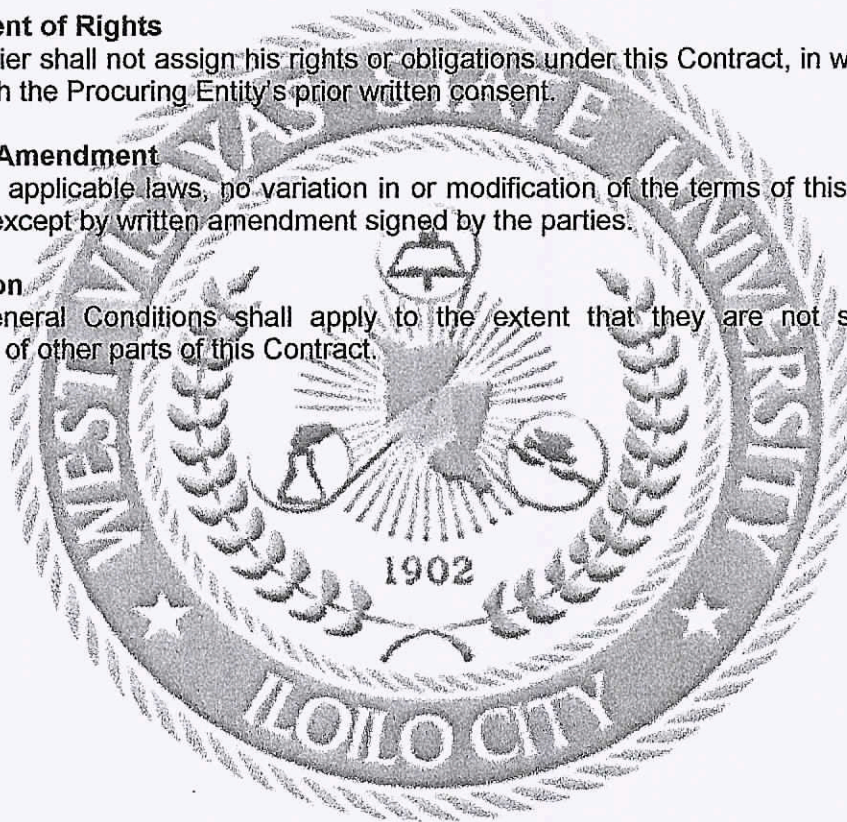 ent of Rights
ier shall not assign his rights or obligations under this Contract, in w
h the Procuring Entity's prior written consent.
Amendment
applicable laws, no variation in or modification of the terms of this
except by written amendment signed by the parties.
on
eneral Conditions shall apply to the extent that they are not s
of other parts of this Contract.
WEST VISAYAS STATE UNIVERSITY
1902
ILOILO CITY